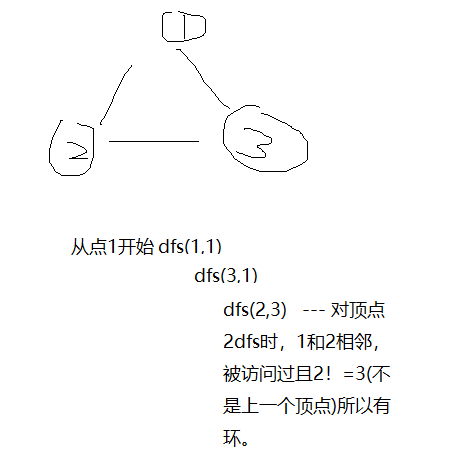 1
2
3
从点1开始 dfs(1,1)
dfs(3,1)
dfs(2,3) --- 对顶点
2dfs时，1和2相邻，
被访问过且2！=3(不
是上一个顶点)所以有
环。